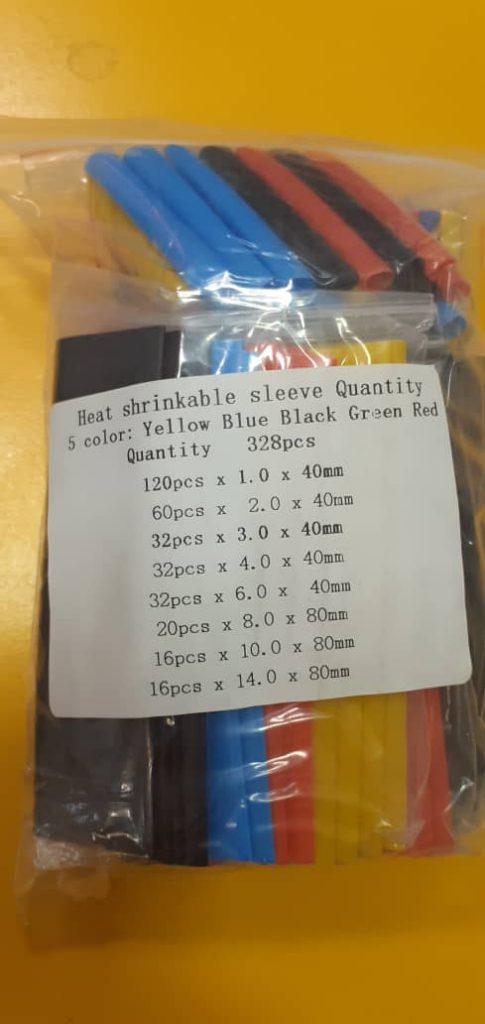 Heat shrinkable sleeve Quantity
5 color: Yellow Blue Black Green Red
Quantity 328pcs
120pcs x 1.0 x 40mm
60pcs x 2.0 x 40mm
32pcs x 3.0 x 40mm
32pcs x 4.0 x 40mm
32pcs x 6.0 x 40mm
20pcs x 8.0 x 80mm
16pcs x 10.0 x 80mm
16pcs x 14.0 x 80mm